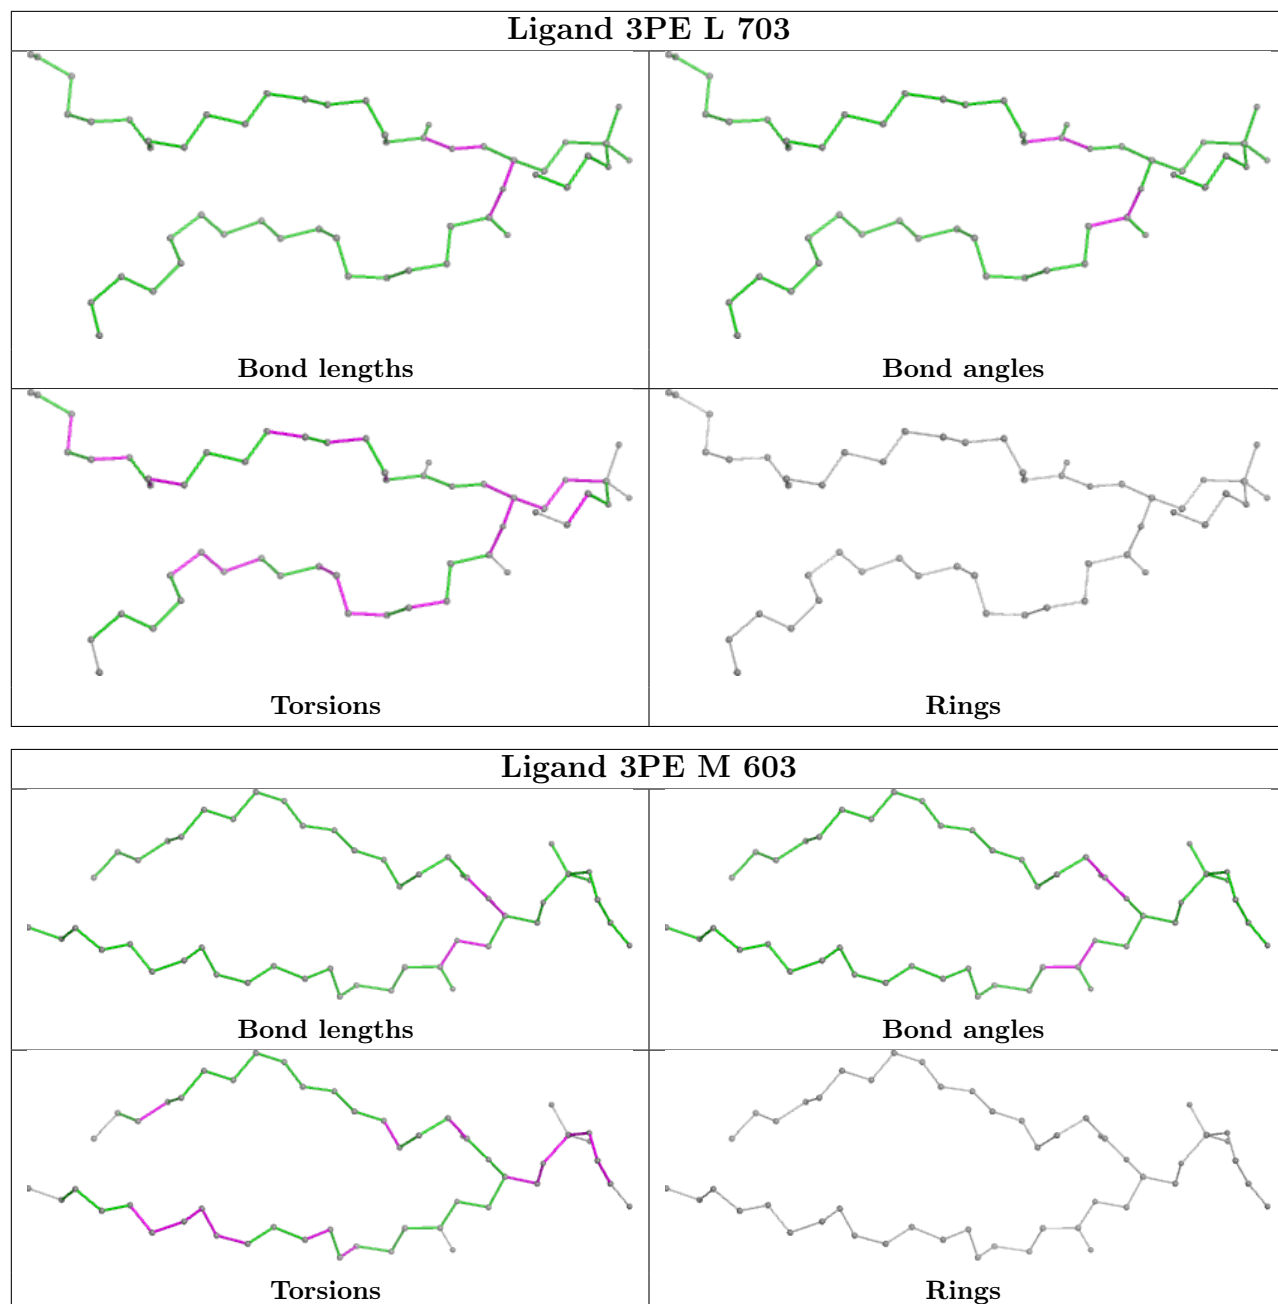 Ligand 3PE L 703
Bond lengths
Bond angles
Torsions
Rings
Ligand 3PE M 603
Bond lengths
Bond angles
Torsions
Rings